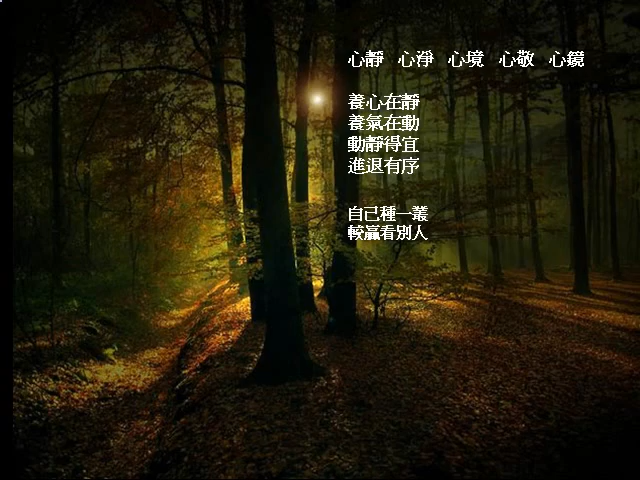 心靜 心淨 心境 心敬 心鏡
養心在靜
養氣在動
動靜得宜
進退有序
自己種一叢
較贏看別人